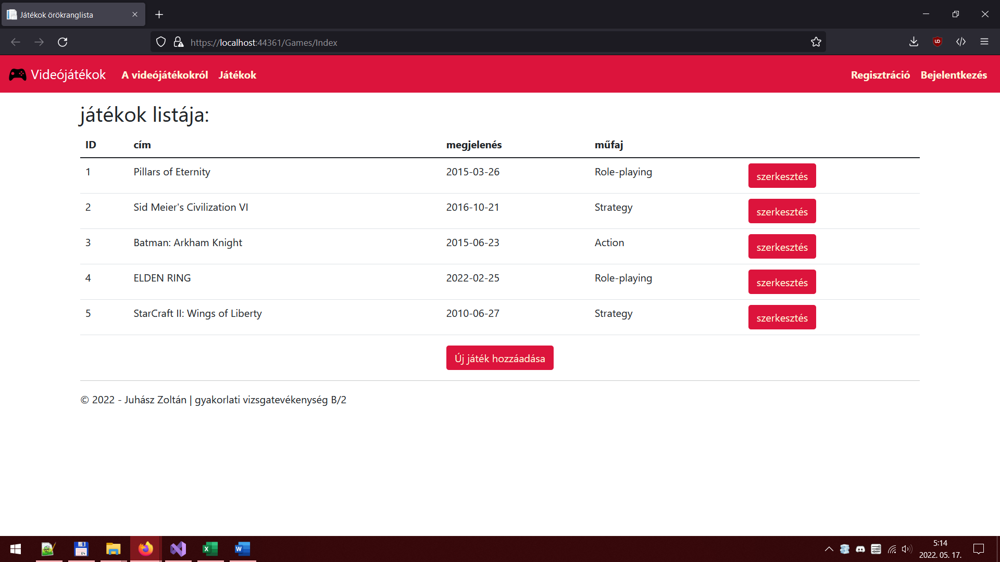 Játékok örökranglista
https://localhost:44361/Games/Index
Videójátékok A videójátékokról Játékok Regisztráció Bejelentkezés
játékok listája:
ID cím megjelenés műfaj
1 Pillars of Eternity 2015-03-26 Role-playing szerkesztés
2 Sid Meier's Civilization VI 2016-10-21 Strategy szerkesztés
3 Batman: Arkham Knight 2015-06-23 Action szerkesztés
4 ELDEN RING 2022-02-25 Role-playing szerkesztés
5 StarCraft II: Wings of Liberty 2010-06-27 Strategy szerkesztés
Új játék hozzáadása
© 2022 - Juhász Zoltán | gyakorlati vizsgatevékenység B/2
5:14
2022. 05. 17.